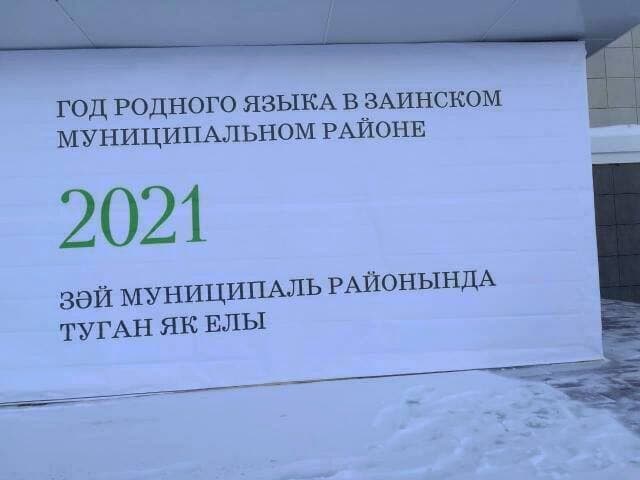 ГОД РОДНОГО ЯЗЫКА В ЗАИНСКОМ
МУНИЦИПАЛЬНОМ РАЙОНЕ
2021
ЗӘЙ МУНИЦИПАЛЬ РАЙОНЫНДА
ТУГАН ЯК ЕЛЫ